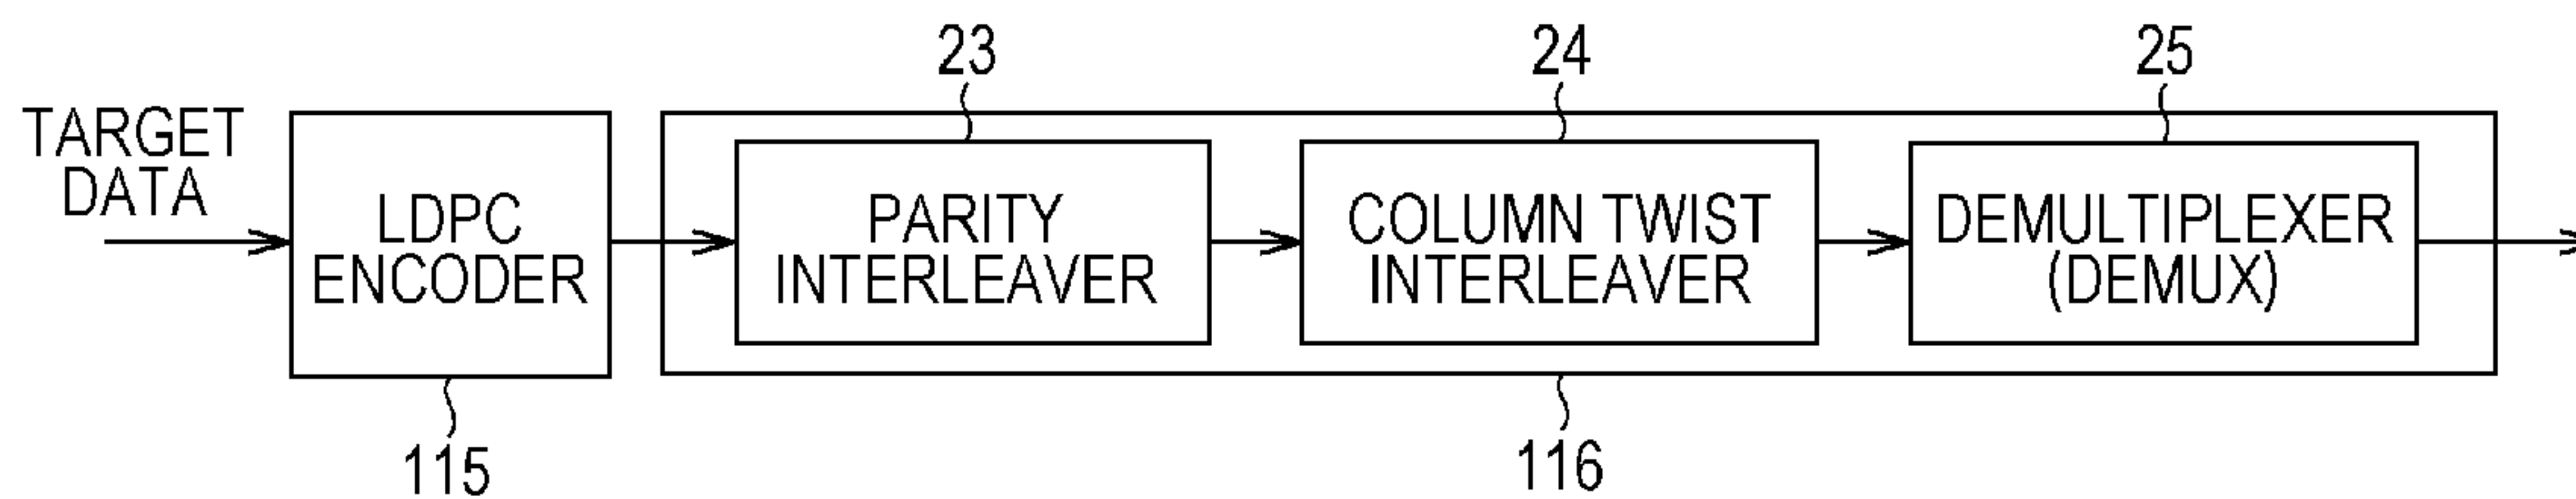 23
24
25
TARGET
DATA
LDPC
ENCODER
PARITY
INTERLEAVER
COLUMN TWIST
INTERLEAVER
DEMULTIPLEXER
(DEMUX)
115
116